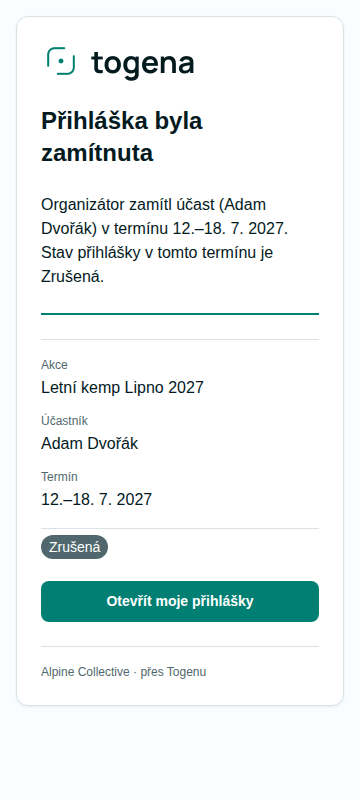 togena
Přihláška byla
zamítnuta
Organizátor zamítl účast (Adam
Dvořák) v termínu 12.–18. 7. 2027.
Stav přihlášky v tomto termínu je
Zrušená.
Akce
Letní kemp Lipno 2027
Účastník
Adam Dvořák
Termín
12.–18. 7. 2027
Zrušená
Otevřít moje přihlášky
Alpine Collective · přes Togenu